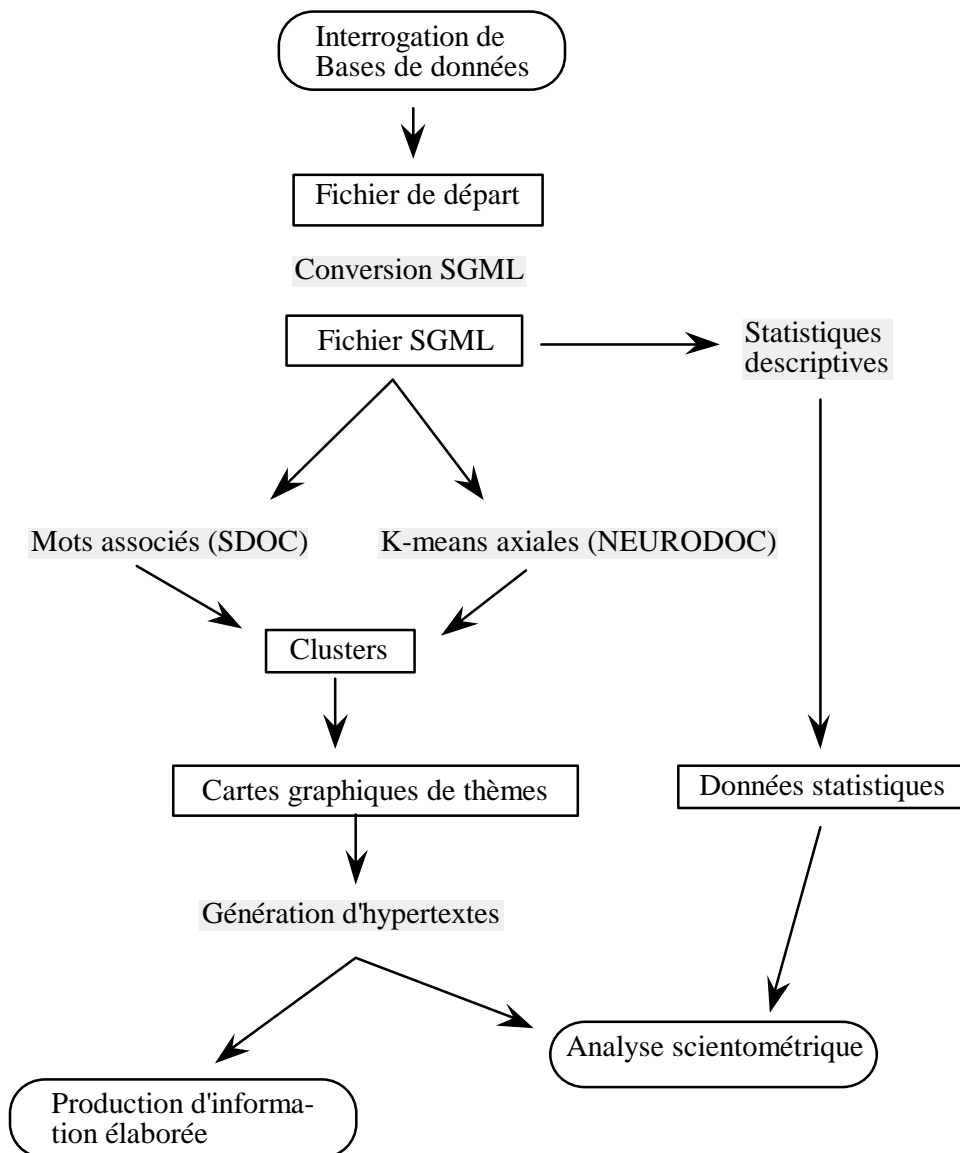 Interrogation de
Bases de données
Fichier de départ
Conversion SGML
Fichier SGML
Statistiques
descriptives
Mots associés (SDOC)
K-means axiales (NEURODOC)
Clusters
Cartes graphiques de thèmes
Données statistiques
Génération d'hypertextes
Analyse scientométrique
Production d'informa-
tion élaborée